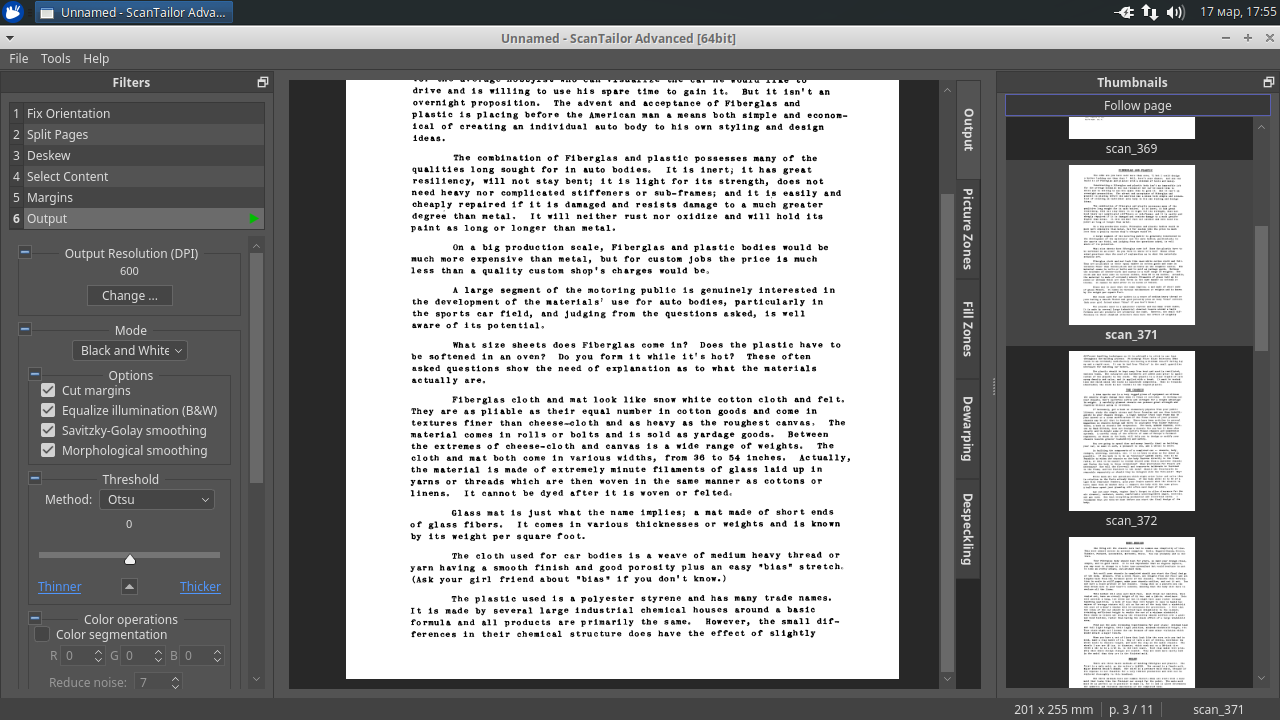 Unnamed - ScanTailor Adva...
17 мар, 17:55
Unnamed - ScanTailor Advanced [64bit]
File Tools Help
Filters
1 Fix Orientation
2 Split Pages
3 Deskew
4 Select Content
5 Margins
6 Output
Output Resolution (DPI)
600
Change ...
Mode
Black and White
Options
Cut margins
Equalize illumination (B&W)
Savitzky-Golay smoothing
Morphological smoothing
Threshold
Method: Otsu
0
Thinner Thicker
Color operations
Color segmentation
R 0 G 0 B 0
Reduce noise: 7
for the average hobbyist who can visualize the car he would like to
drive and is willing to use his spare time to gain it. But it isn't an
overnight proposition. The advent and acceptance of Fiberglas and
plastic is placing before the American man a means both simple and econom-
ical of creating an individual auto body to his own styling and design
ideas.
The combination of Fiberglas and plastic possesses many of the
qualities long sought for in auto bodies. It is inert; it has great
resiliency, will not stay bent; it is light for its strength, does not
need heavy nor complicated stiffeners or sub-frames; and it is easily and
simply repaired if it is damaged and resists damage to a much greater
degree than metal. It will neither rust nor oxidize and will hold its
paint as long or longer than metal.
On a big production scale, Fiberglas and plastic bodies would be
much more expensive than metal, but for custom jobs the price is much
less than a quality custom shop's charges would be.
segment of the motoring public is genuinely interested in
the development of the materials' use for auto bodies, particularly in
the sports car field, and judging from the questions asked, is well
aware of its potential.
What size sheets does Fiberglas come in? Does the plastic have to
be softened in an oven? Do you form it while it's hot? These often
asked questions show the need of explanation as to what the materials
actually are.
Fiberglas cloth and mat look like snow white cotton cloth and felt.
They are as pliable as their equal number in cotton goods and come in
weights finer than cheese-cloth and as heavy as the roughest canvas. The
material comes in rolls or bolts and is sold as yardage goods. Between
the extremes of cheese-cloth and canvas is a wide range of weights. The
cloth and mat both come in various widths, from 36 to 54 inches. Actually,
the material is made of extremely minute filaments of glass laid up in
yarn or threads which are then woven in the same manner as cottons or
linens. It cannot be dyed after it is woven or felted.
Glass mat is just what the name implies; a mat made of short ends
of glass fibers. It comes in various thicknesses or weights and is known
by its weight per square foot.
The cloth used for car bodies is a weave of medium heavy thread or
yarn having a smooth finish and good porosity plus an easy "bias" stretch.
(Ask your girl friend about "bias" if you don't know.)
The plastic used is a polyester styrene and has many trade names.
It is made by several large industrial chemical houses around a basic
formula and all products are primarily the same. However, the small dif-
ferences in their chemical structure does have the effect of slightly
Output
Picture Zones
Fill Zones
Dewarping
Despeckling
Thumbnails
Follow page
scan_369
scan_371
scan_372
201 x 255 mm
p. 3 / 11
scan_371